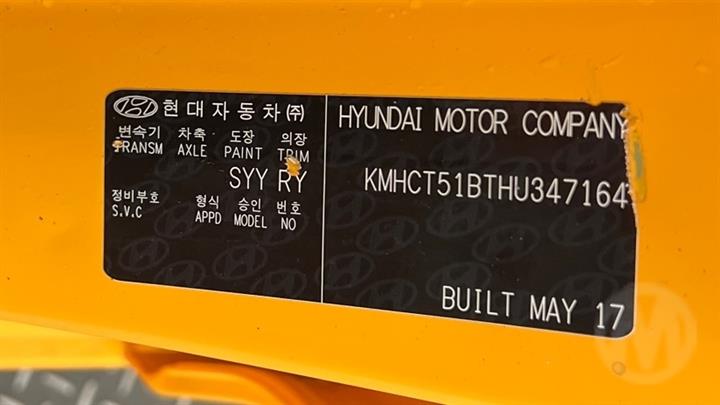 현대자동차(주)
변속기 차축 도장 의장
TRANSM AXLE PAINT TRIM
SYY RY
정비부호 형식 승인 번호
S.V.C APPD MODEL NO
HYUNDAI MOTOR COMPANY
KMHCT51BTHU347164
BUILT MAY 17
M